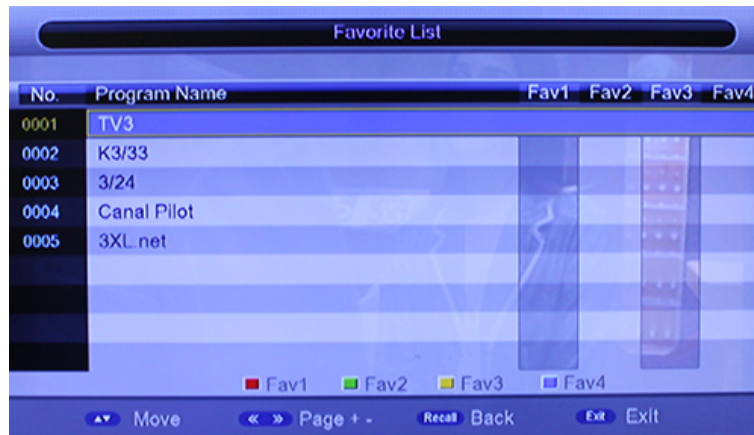 Favorite List
No. Program Name Fav1 Fav2 Fav3 Fav4
0001 TV3
0002 K3/33
0003 3/24
0004 Canal Pilot
0005 3XL.net
Fav1 Fav2 Fav3 Fav4
Move « » Page + - Recall Back Exit Exit